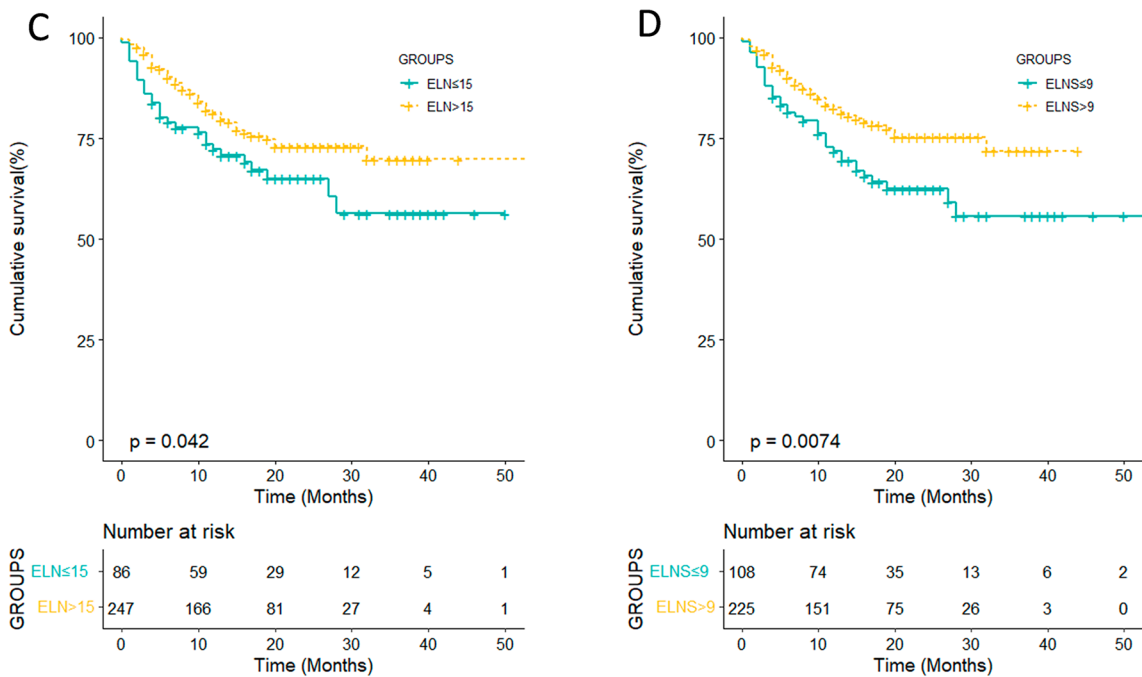 C
100
75
50
25
0
Cumulative survival(%)
GROUPS
ELN≤15
ELN>15
p = 0.042
0 10 20 30 40 50
Time (Months)
Number at risk
GROUPS
ELN≤15 86 59 29 12 5 1
ELN>15 247 166 81 27 4 1
0 10 20 30 40 50
Time (Months)
D
100
75
50
25
0
Cumulative survival(%)
GROUPS
ELNS≤9
ELNS>9
p = 0.0074
0 10 20 30 40 50
Time (Months)
Number at risk
GROUPS
ELNS≤9 108 74 35 13 6 2
ELNS>9 225 151 75 26 3 0
0 10 20 30 40 50
Time (Months)